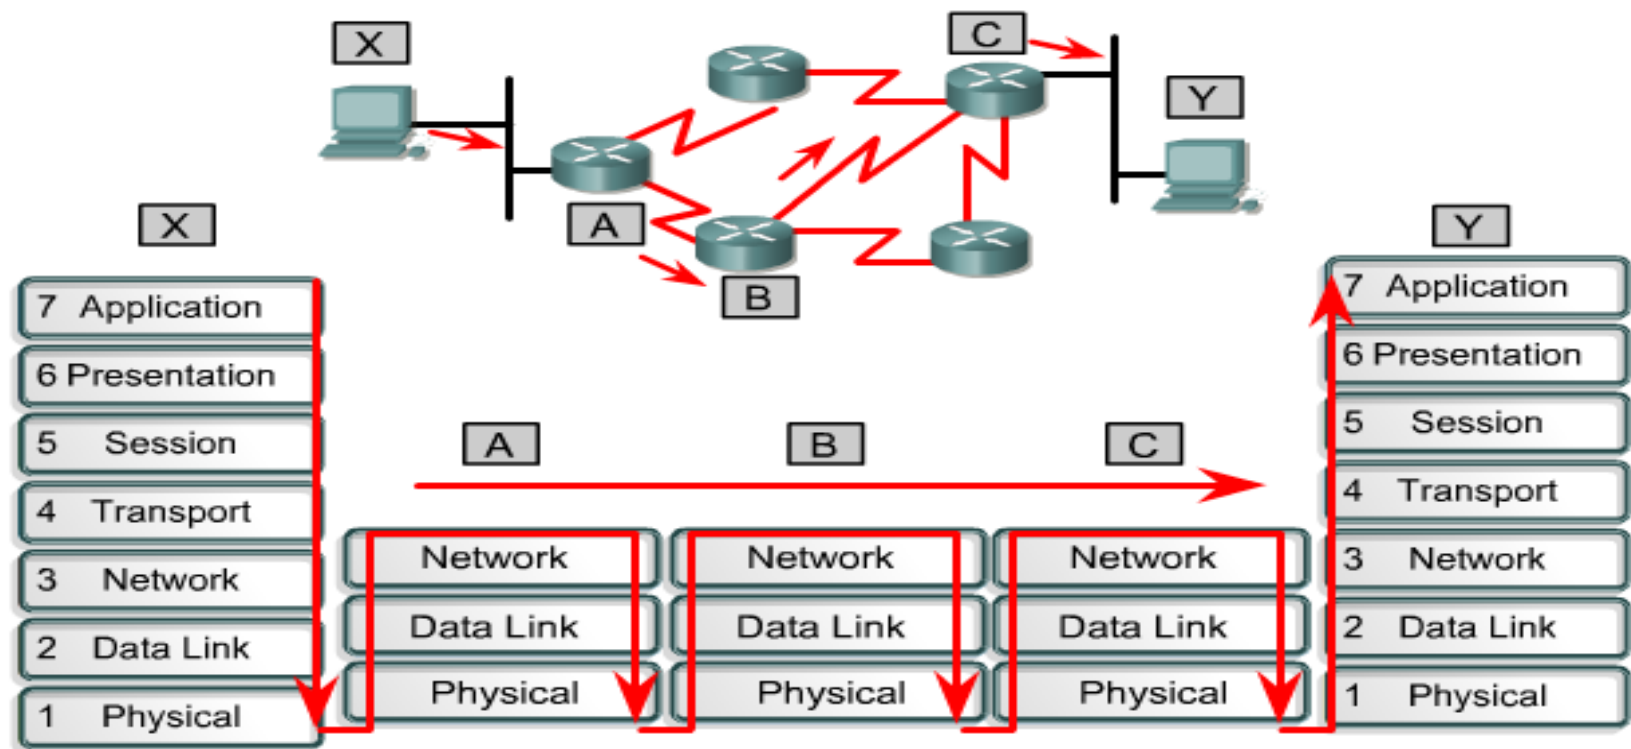 X
C
Y
A
B
X
7 Application
6 Presentation
5 Session
4 Transport
3 Network
2 Data Link
1 Physical
A
Network
Data Link
Physical
B
Network
Data Link
Physical
C
Network
Data Link
Physical
Y
7 Application
6 Presentation
5 Session
4 Transport
3 Network
2 Data Link
1 Physical